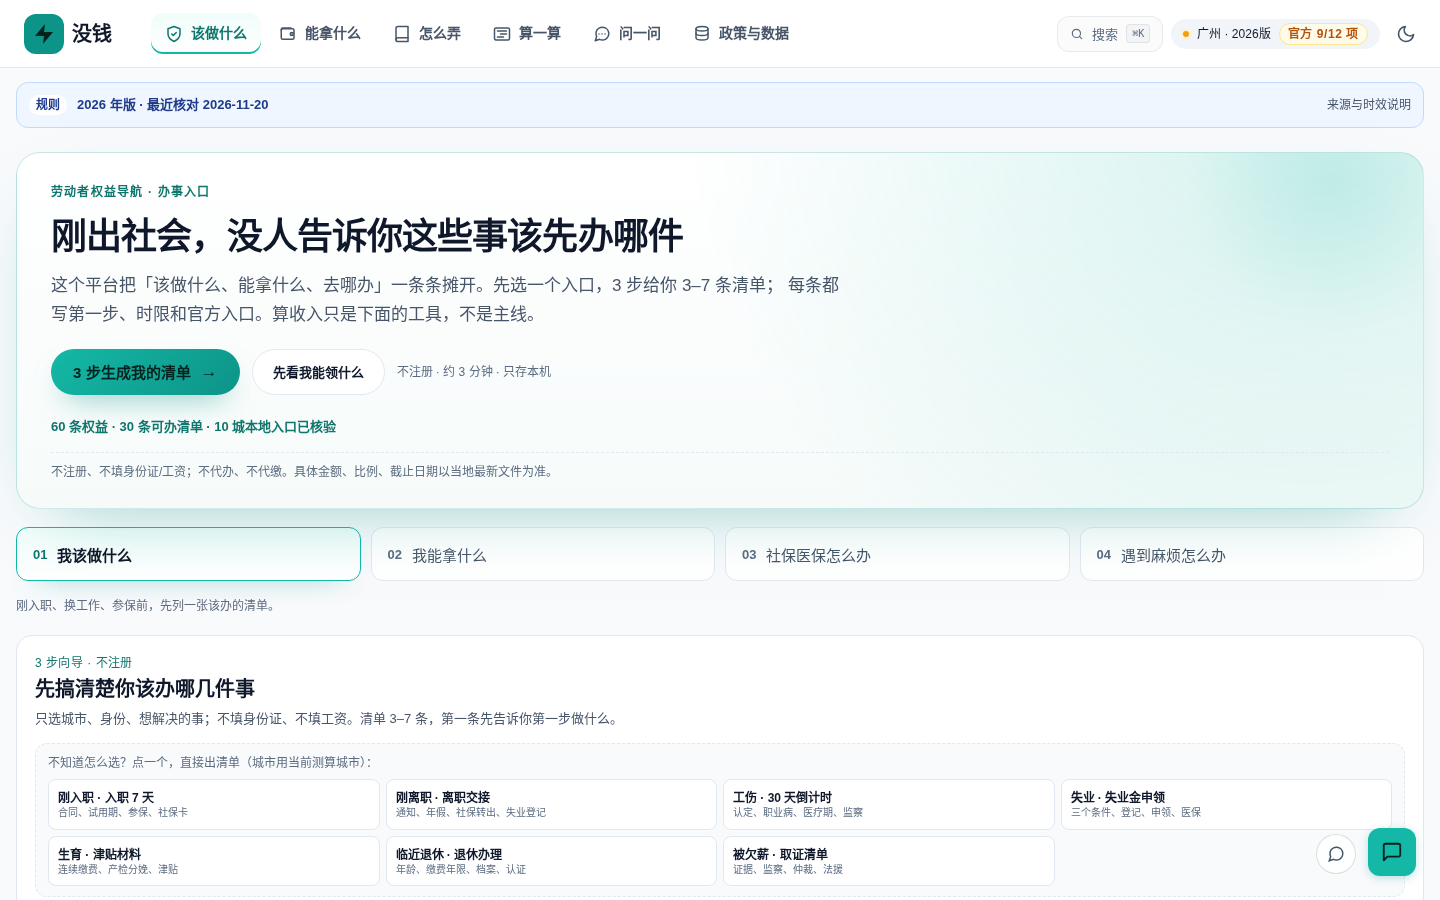 没钱
该做什么
能拿什么
怎么弄
算一算
问一问
政策与数据
搜索 ⌘K
广州 · 2026版 官方 9/12 项
规则 2026 年版 · 最近核对 2026-11-20
来源与时效说明
劳动者权益导航 · 办事入口
刚出社会，没人告诉你这些事该先办哪件
这个平台把「该做什么、能拿什么、去哪办」一条条摊开。先选一个入口，3 步给你 3–7 条清单； 每条都
写第一步、时限和官方入口。算收入只是下面的工具，不是主线。
3 步生成我的清单 →
先看我能领什么
不注册 · 约 3 分钟 · 只存本机
60 条权益 · 30 条可办清单 · 10 城本地入口已核验
不注册、不填身份证/工资；不代办、不代缴。具体金额、比例、截止日期以当地最新文件为准。
01 我该做什么
02 我能拿什么
03 社保医保怎么办
04 遇到麻烦怎么办
刚入职、换工作、参保前，先列一张该办的清单。
3 步向导 · 不注册
先搞清楚你该办哪几件事
只选城市、身份、想解决的事；不填身份证、不填工资。清单 3–7 条，第一条先告诉你第一步做什么。
不知道怎么选？点一个，直接出清单（城市用当前测算城市）：
刚入职 · 入职 7 天
合同、试用期、参保、社保卡
刚离职 · 离职交接
通知、年假、社保转出、失业登记
工伤 · 30 天倒计时
认定、职业病、医疗期、监察
失业 · 失业金申领
三个条件、登记、申领、医保
生育 · 津贴材料
连续缴费、产检分娩、津贴
临近退休 · 退休办理
年龄、缴费年限、档案、认证
被欠薪 · 取证清单
证据、监察、仲裁、法援